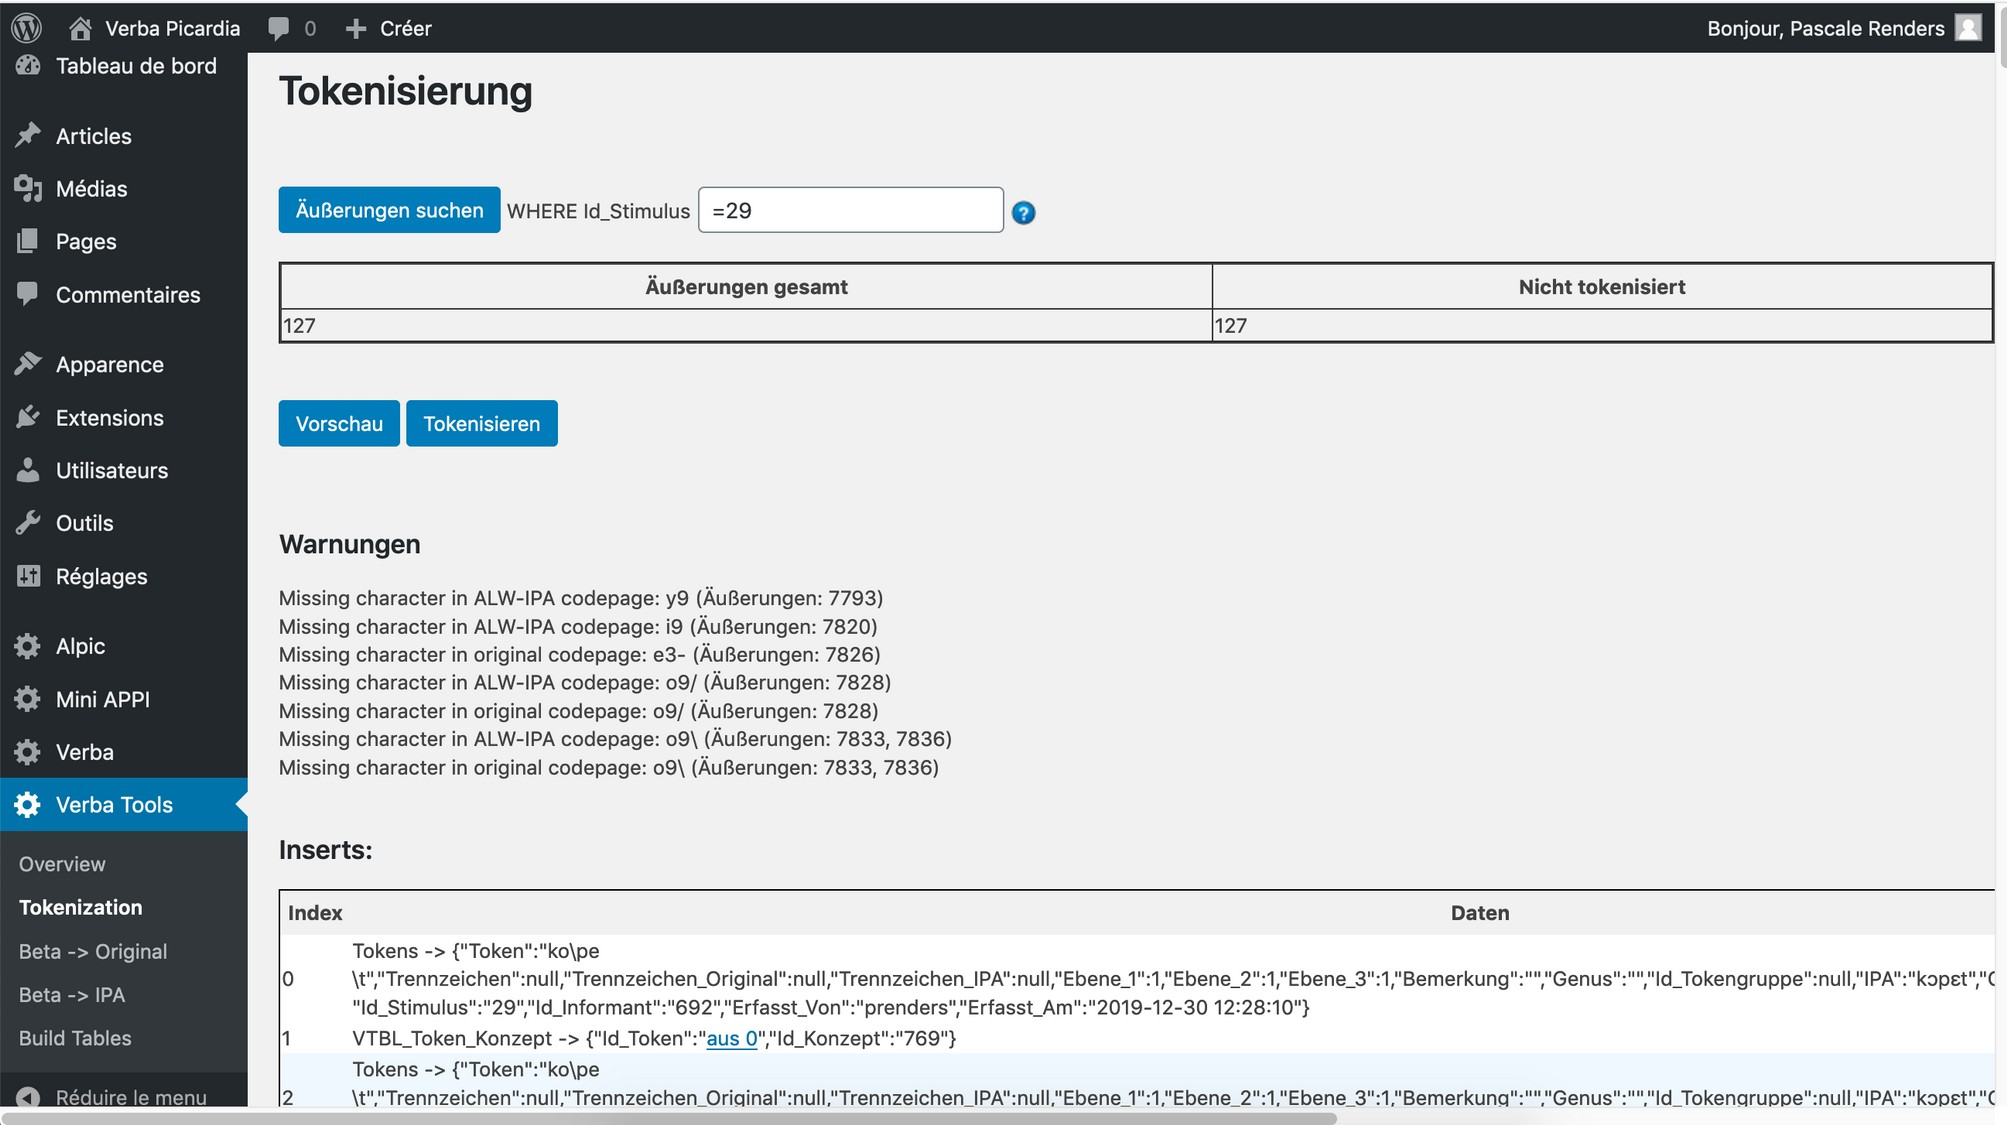 Verba Picardia
0
Créer
Bonjour, Pascale Renders
Tableau de bord
Articles
Médias
Pages
Commentaires
Apparence
Extensions
Utilisateurs
Outils
Réglages
Alpic
Mini APPI
Verba
Verba Tools
Overview
Tokenization
Beta -> Original
Beta -> IPA
Build Tables
Réduire le menu
Tokenisierung
Äußerungen suchen WHERE Id_Stimulus =29 ?
Äußerungen gesamt Nicht tokenisiert
127 127
Vorschau Tokenisieren
Warnungen
Missing character in ALW-IPA codepage: y9 (Äußerungen: 7793)
Missing character in ALW-IPA codepage: i9 (Äußerungen: 7820)
Missing character in original codepage: e3- (Äußerungen: 7826)
Missing character in ALW-IPA codepage: o9/ (Äußerungen: 7828)
Missing character in original codepage: o9/ (Äußerungen: 7828)
Missing character in ALW-IPA codepage: o9\ (Äußerungen: 7833, 7836)
Missing character in original codepage: o9\ (Äußerungen: 7833, 7836)
Inserts:
Index Daten
Tokens -> {"Token":"ko\pe
0 \t","Trennzeichen":null,"Trennzeichen_Original":null,"Trennzeichen_IPA":null,"Ebene_1":1,"Ebene_2":1,"Ebene_3":1,"Bemerkung":"","Genus":"","Id_Tokengruppe":null,"IPA":"kɔpɛt","
"Id_Stimulus":"29","Id_Informant":"692","Erfasst_Von":"prenders","Erfasst_Am":"2019-12-30 12:28:10"}
1 VTBL_Token_Konzept -> {"Id_Token":"aus 0","Id_Konzept":"769"}
Tokens -> {"Token":"ko\pe
2 \t","Trennzeichen":null,"Trennzeichen_Original":null,"Trennzeichen_IPA":null,"Ebene_1":1,"Ebene_2":1,"Ebene_3":1,"Bemerkung":"","Genus":"","Id_Tokengruppe":null,"IPA":"kɔpɛt","